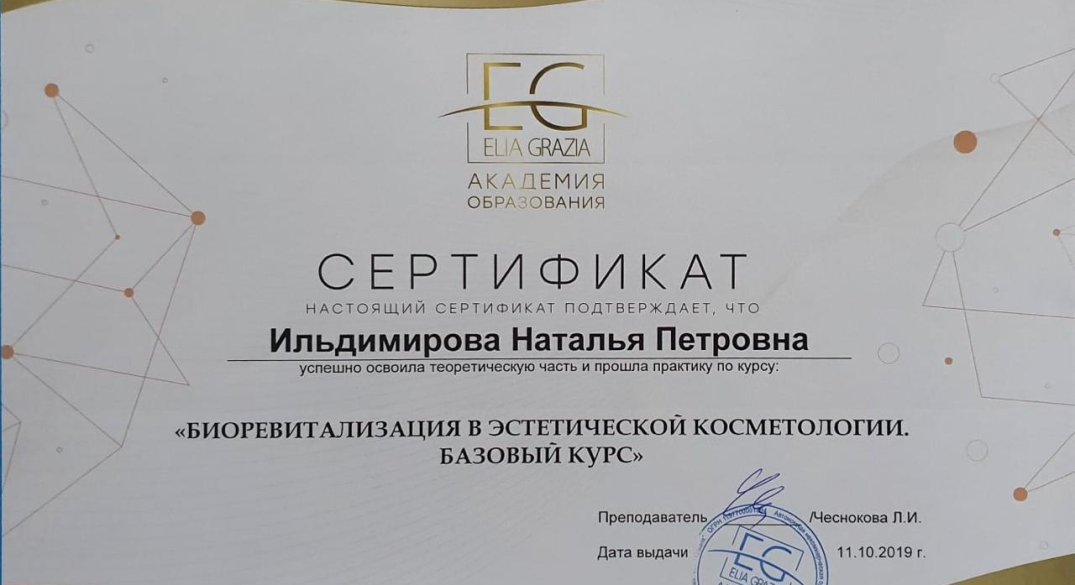 EG
ELIA GRAZIA
АКАДЕМИЯ
ОБРАЗОВАНИЯ
СЕРТИФИКАТ
НАСТОЯЩИЙ СЕРТИФИКАТ ПОДТВЕРЖДАЕТ, ЧТО
Ильдимирова Наталья Петровна
успешно освоила теоретическую часть и прошла практику по курсу:
«БИОРЕВИТАЛИЗАЦИЯ В ЭСТЕТИЧЕСКОЙ КОСМЕТОЛОГИИ.
БАЗОВЫЙ КУРС»
Преподаватель /Чеснокова Л.И.
Дата выдачи 11.10.2019 г.
EG